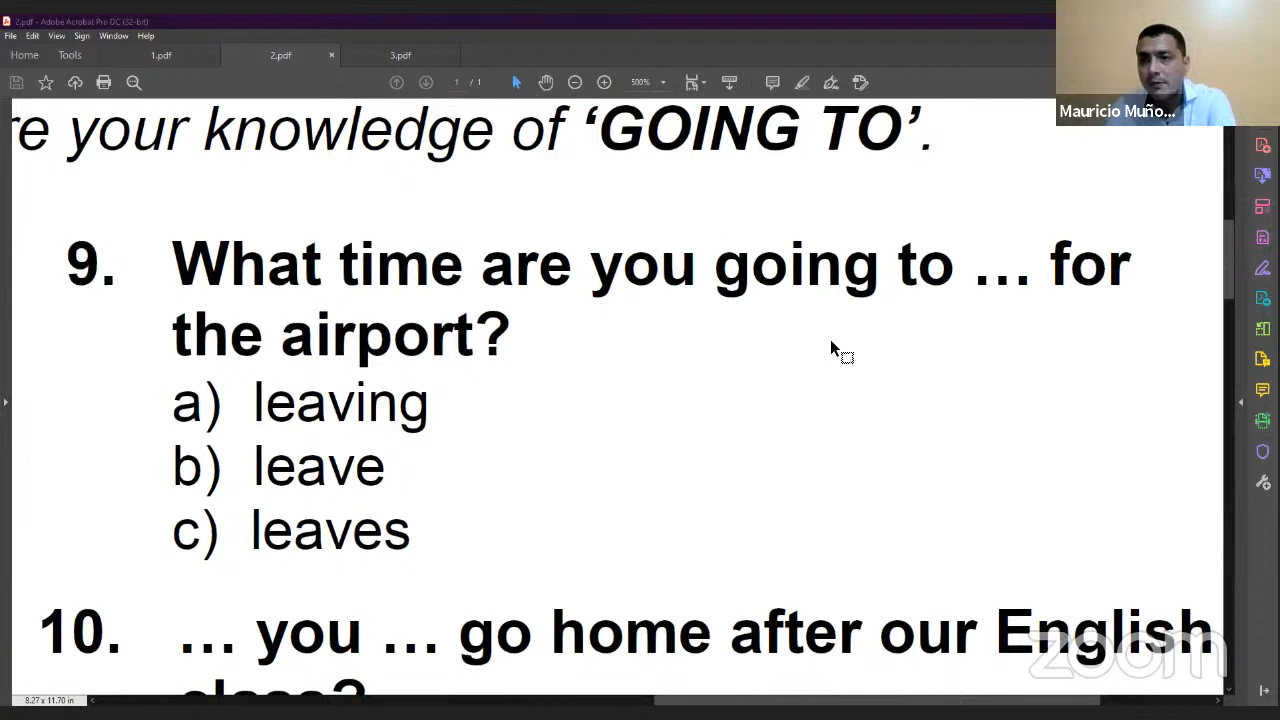 2.pdf - Adobe Acrobat Pro DC (32-bit)
File Edit View Sign Window Help
Home Tools 1.pdf 2.pdf × 3.pdf
1 / 1 500%
Mauricio Muño...
re your knowledge of ‘GOING TO’.
9. What time are you going to … for
the airport?
a) leaving
b) leave
c) leaves
10. … you … go home after our English
class?
zoom
8.27 x 11.70 in